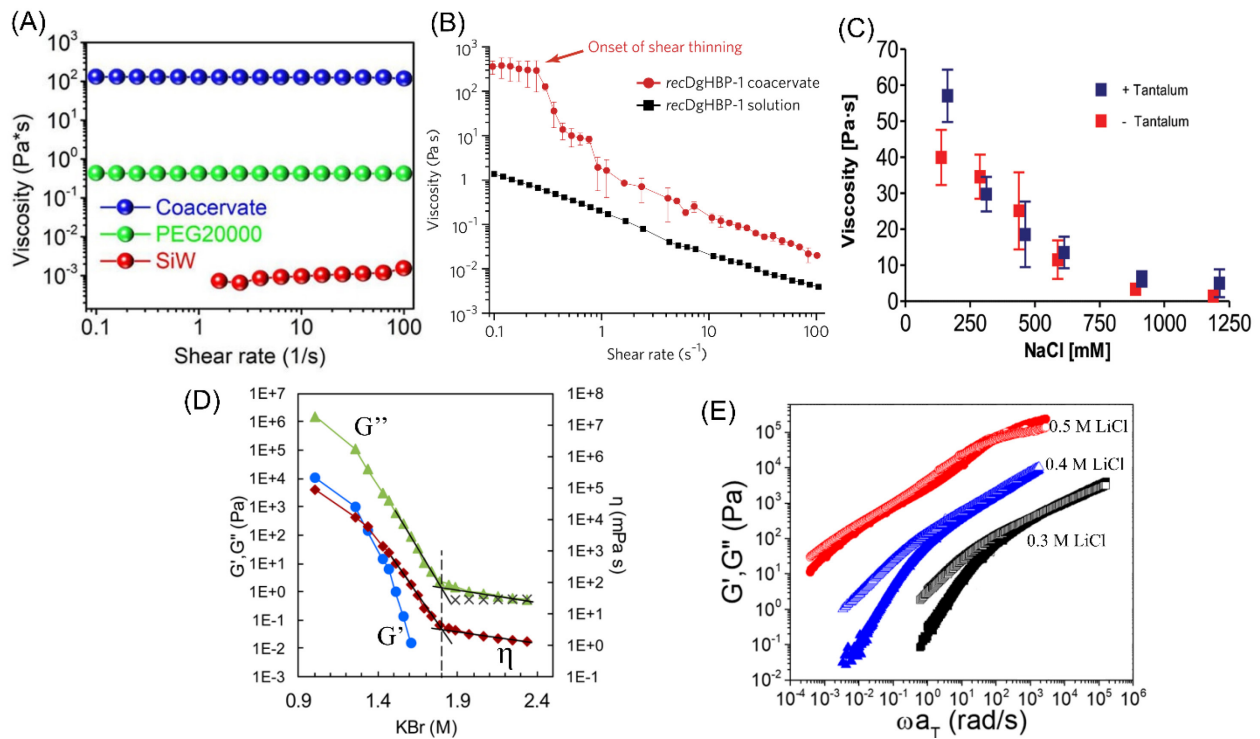 (A)
Viscosity (Pa*s)
10³
10²
10¹
10⁰
10⁻¹
10⁻²
10⁻³
Coacervate
PEG20000
SiW
0.1 1 10 100
Shear rate (1/s)
(B)
Viscosity (Pa s)
10³
10²
10¹
10⁰
10⁻¹
10⁻²
10⁻³
Onset of shear thinning
recDgHBP-1 coacervate
recDgHBP-1 solution
0.1 1 10 100
Shear rate (s⁻¹)
(C)
Viscosity [Pa·s]
70
60
50
40
30
20
10
0
+ Tantalum
- Tantalum
0 250 500 750 1000 1250
NaCl [mM]
(D)
G',G" (Pa)
1E+7
1E+6
1E+5
1E+4
1E+3
1E+2
1E+1
1E+0
1E-1
1E-2
1E-3
G''
G'
η
1E+8
1E+7
1E+6
1E+5
1E+4
1E+3
1E+2
1E+1
1E+0
1E-1
η (mPa s)
0.9 1.4 1.9 2.4
KBr (M)
(E)
G',G" (Pa)
10⁵
10⁴
10³
10²
10¹
10⁰
10⁻¹
10⁻²
0.5 M LiCl
0.4 M LiCl
0.3 M LiCl
10⁻⁴ 10⁻³ 10⁻² 10⁻¹ 10⁰ 10¹ 10² 10³ 10⁴ 10⁵ 10⁶
ωa_T (rad/s)